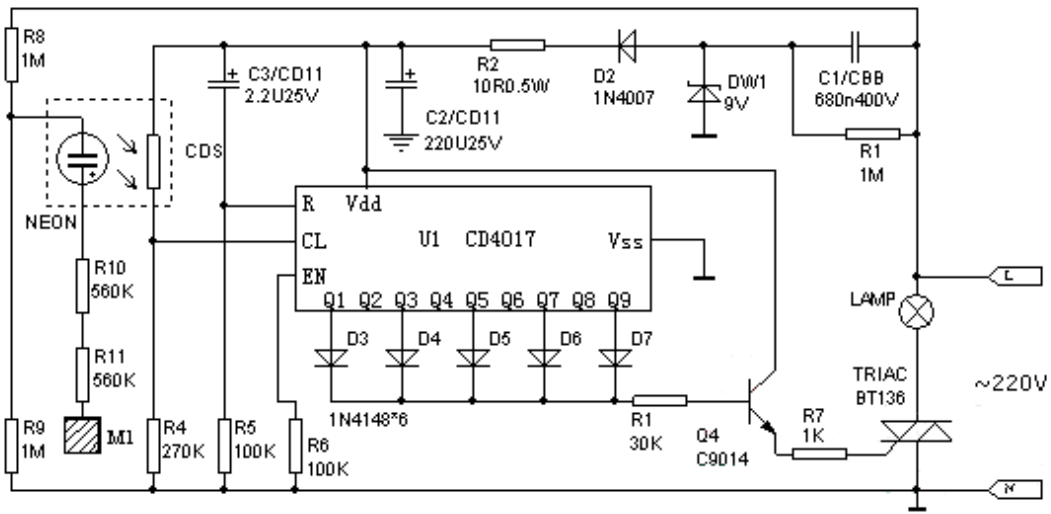 R8
1M
C3/CD11
2.2U25V
R2
10R0.5W
D2
1N4007
DW1
9V
C1/CBB
680n400V
C2/CD11
220U25V
R1
1M
CDS
NEON
R Vdd
CL U1 CD4017 Vss
EN
Q1 Q2 Q3 Q4 Q5 Q6 Q7 Q8 Q9
L
LAMP
R10
560K
D3 D4 D5 D6 D7
R11
560K
TRIAC
BT136
~220V
1N4148*6
R9
1M
M1
R4
270K
R5
100K
R6
100K
R1
30K
Q4
C9014
R7
1K
N